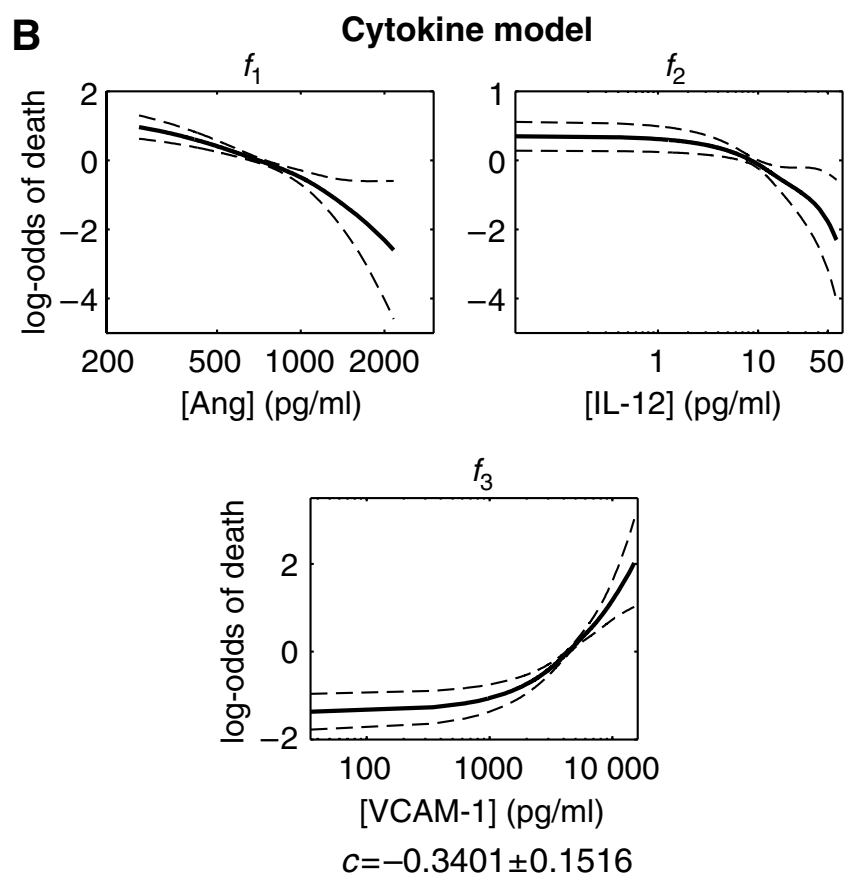 B
Cytokine model
f1
f2
log-odds of death
2
0
−2
−4
200 500 1000 2000
[Ang] (pg/ml)
1
0
−2
−4
1 10 50
[IL-12] (pg/ml)
f3
log-odds of death
2
0
−2
100 1000 10 000
[VCAM-1] (pg/ml)
c=−0.3401±0.1516